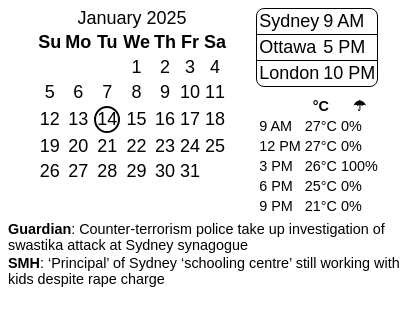 January 2025
Su Mo Tu We Th Fr Sa
1 2 3 4
5 6 7 8 9 10 11
12 13 14 15 16 17 18
19 20 21 22 23 24 25
26 27 28 29 30 31
Sydney 9 AM
Ottawa 5 PM
London 10 PM
°C ☂
9 AM 27°C 0%
12 PM 27°C 0%
3 PM 26°C 100%
6 PM 25°C 0%
9 PM 21°C 0%
Guardian: Counter-terrorism police take up investigation of
swastika attack at Sydney synagogue
SMH: ‘Principal’ of Sydney ‘schooling centre’ still working with
kids despite rape charge